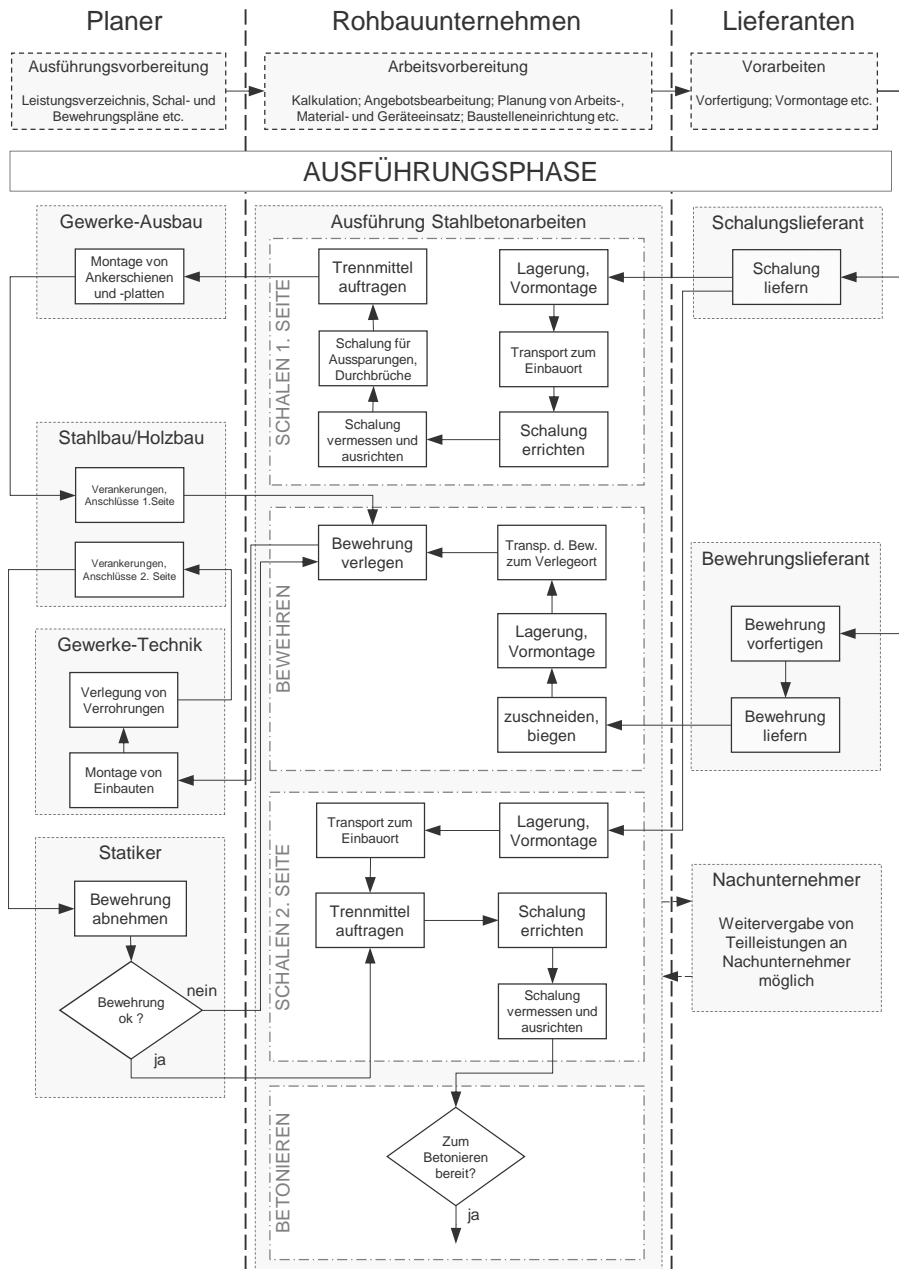 Planer
Rohbauunternehmen
Lieferanten
Ausführungsvorbereitung
Leistungsverzeichnis, Schal- und
Bewehrungspläne etc.
Arbeitsvorbereitung
Kalkulation; Angebotsbearbeitung; Planung von Arbeits-,
Material- und Geräteeinsatz; Baustelleneinrichtung etc.
Vorarbeiten
Vorfertigung; Vormontage etc.
AUSFÜHRUNGSPHASE
Gewerke-Ausbau
Montage von
Ankerschienen
und -platten
Stahlbau/Holzbau
Verankerungen,
Anschlüsse 1.Seite
Verankerungen,
Anschlüsse 2. Seite
Gewerke-Technik
Verlegung von
Verrohrungen
Montage von
Einbauten
Statiker
Bewehrung
abnehmen
Bewehrung
ok ?
nein
ja
Ausführung Stahlbetonarbeiten
SCHALEN 1. SEITE
Trennmittel
auftragen
Lagerung,
Vormontage
Schalung für
Aussparungen,
Durchbrüche
Transport zum
Einbauort
Schalung
vermessen und
ausrichten
Schalung
errichten
BEWEHREN
Bewehrung
verlegen
Transp. d. Bew.
zum Verlegeort
Lagerung,
Vormontage
zuschneiden,
biegen
SCHALEN 2. SEITE
Transport zum
Einbauort
Lagerung,
Vormontage
Trennmittel
auftragen
Schalung
errichten
Schalung
vermessen und
ausrichten
BETONIEREN
Zum
Betonieren
bereit?
ja
Schalungslieferant
Schalung
liefern
Bewehrungslieferant
Bewehrung
vorfertigen
Bewehrung
liefern
Nachunternehmer
Weitervergabe von
Teilleistungen an
Nachunternehmer
möglich